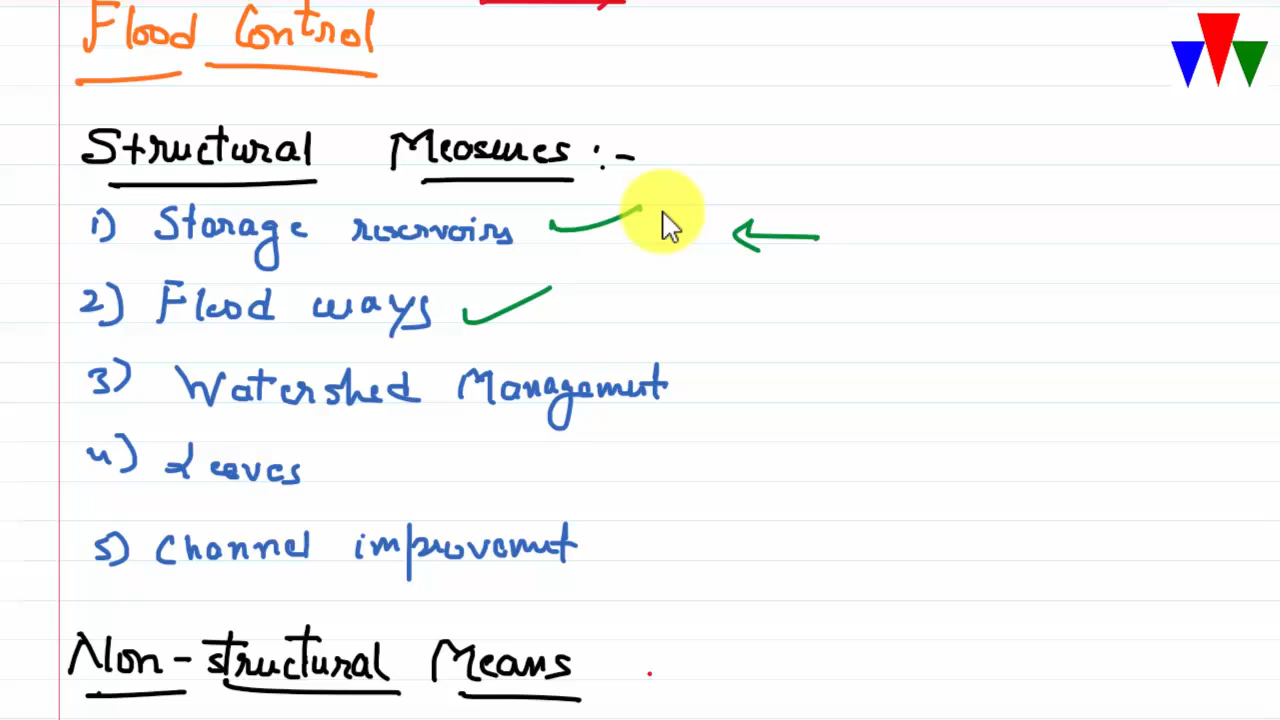 Flood Control
Structural Measures :-
1) Storage reservoirs
2) Flood ways
3) Watershed Management
4) Leeves
5) Channel improvement
Non-structural Means